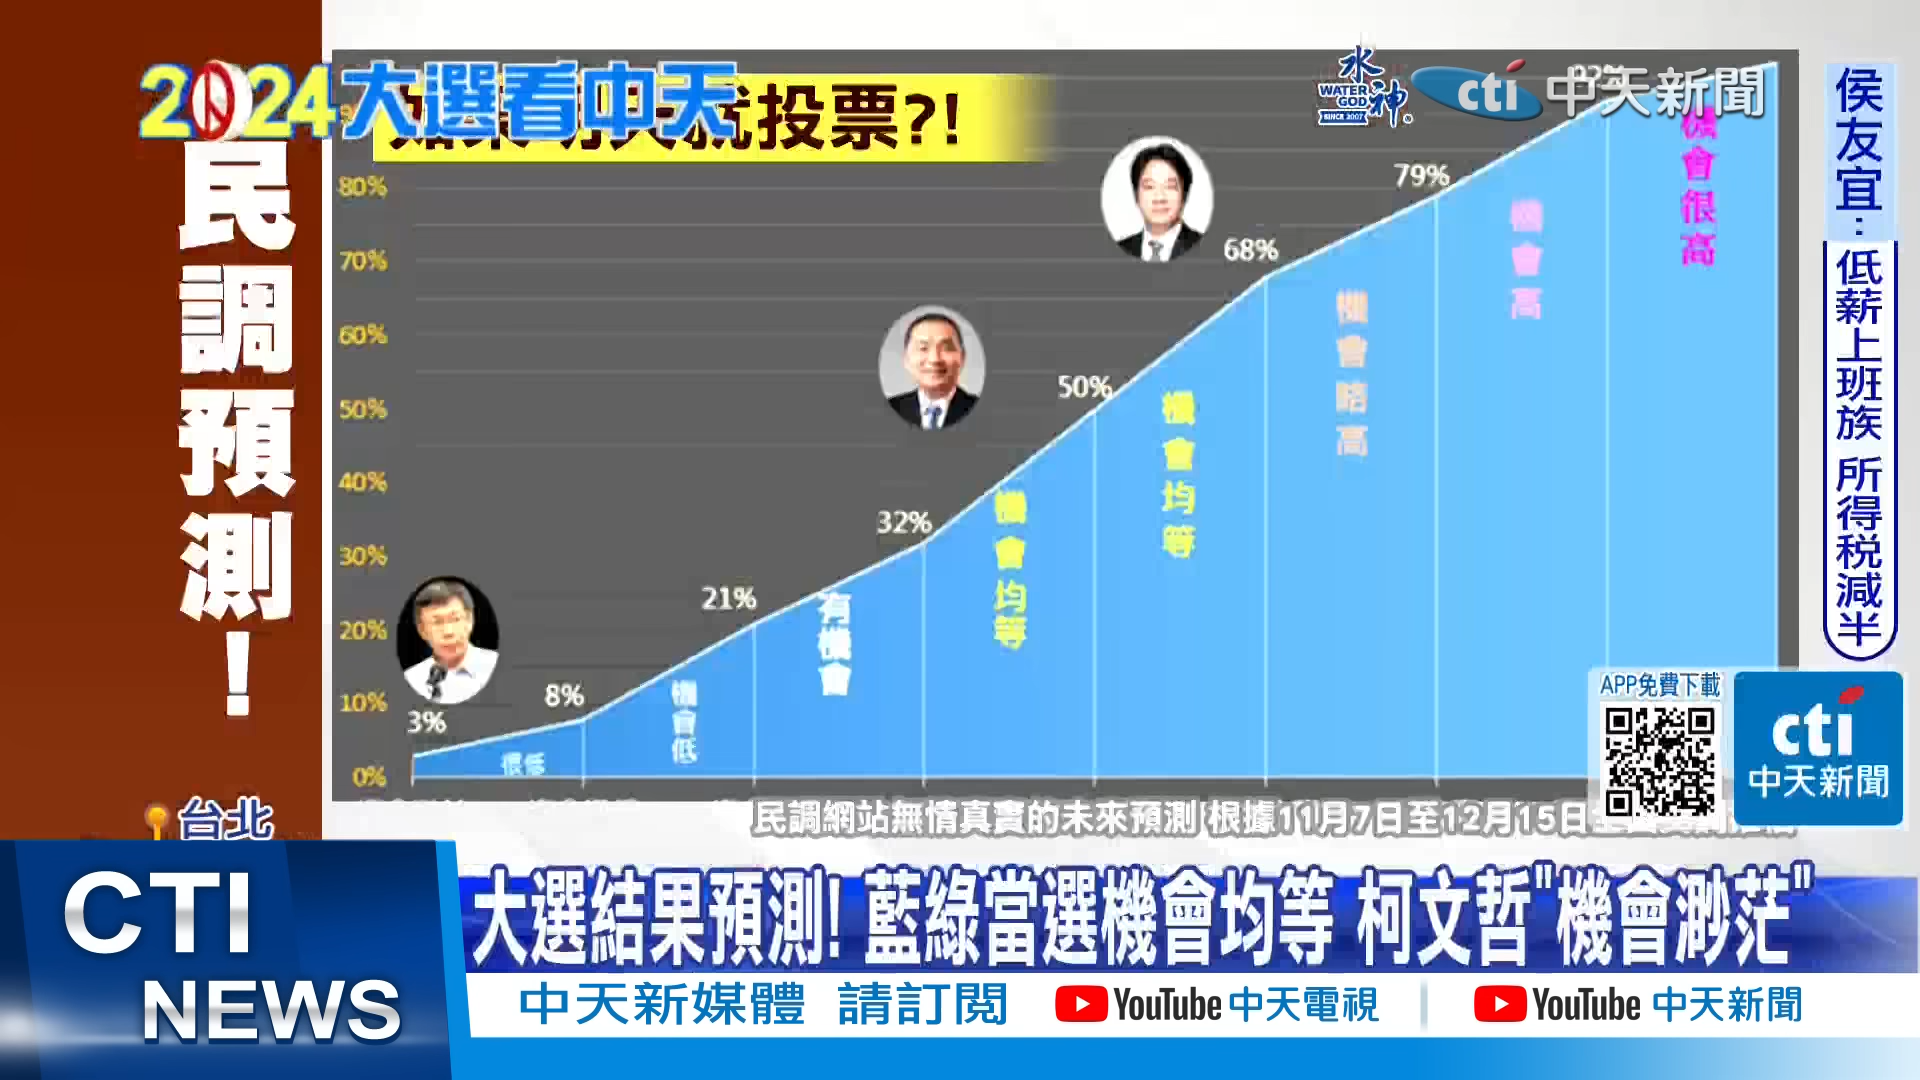 2024大選看中天
投票?!
水神
WATER GOD
SINCE 2007
cti 中天新聞
民調預測!
80%
70%
60%
50%
40%
30%
20%
10%
0%
3%
8%
21%
32%
50%
68%
79%
很低
機會低
有機會
機會均等
機會均等
機會略高
機會高
機會很高
侯友宜:低薪上班族 所得稅減半
APP免費下載
cti
中天新聞
台北
民調網站無情真實的未來預測 根據11月7日至12月15日
大選結果預測! 藍綠當選機會均等 柯文哲"機會渺茫"
CTI NEWS
中天新媒體 請訂閱 YouTube 中天電視 | YouTube 中天新聞